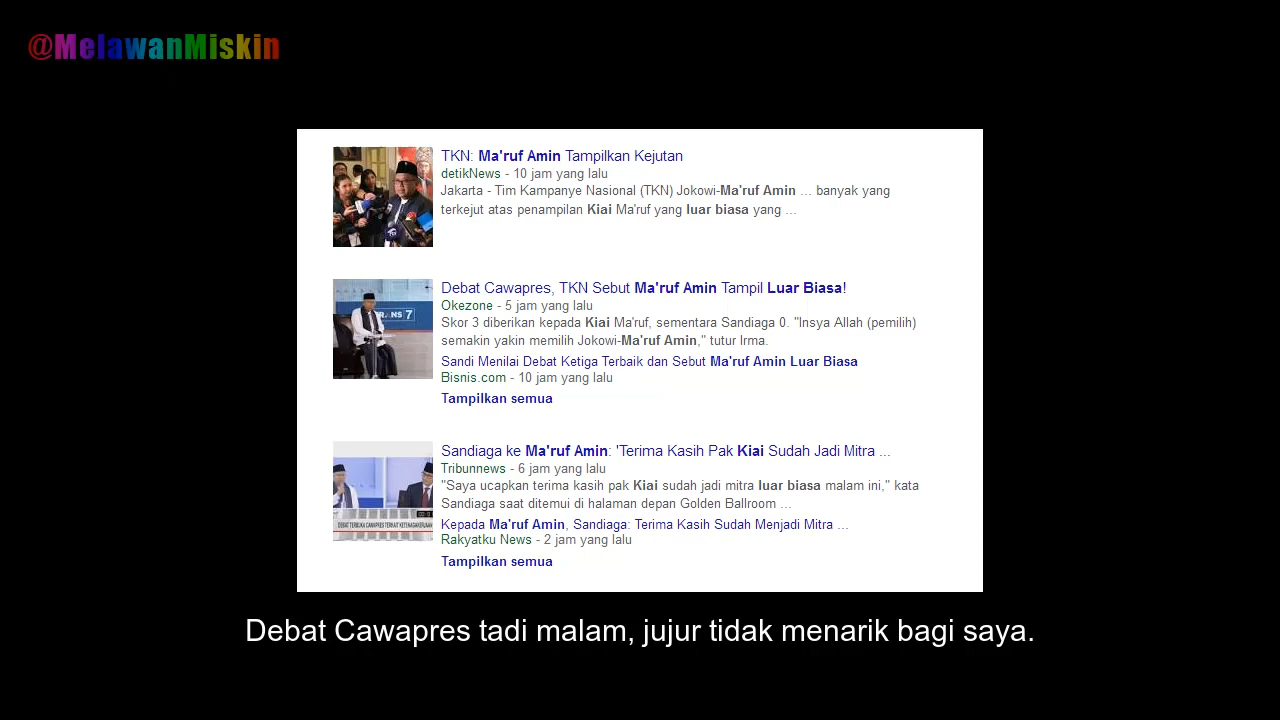 @MelawanMiskin
TKN: Ma'ruf Amin Tampilkan Kejutan
detikNews - 10 jam yang lalu
Jakarta - Tim Kampanye Nasional (TKN) Jokowi-Ma'ruf Amin ... banyak yang
terkejut atas penampilan Kiai Ma'ruf yang luar biasa yang ...
Debat Cawapres, TKN Sebut Ma'ruf Amin Tampil Luar Biasa!
Okezone - 5 jam yang lalu
Skor 3 diberikan kepada Kiai Ma'ruf, sementara Sandiaga 0. "Insya Allah (pemilih)
semakin yakin memilih Jokowi-Ma'ruf Amin," tutur Irma.
Sandi Menilai Debat Ketiga Terbaik dan Sebut Ma'ruf Amin Luar Biasa
Bisnis.com - 10 jam yang lalu
Tampilkan semua
TRANS 7
Sandiaga ke Ma'ruf Amin: 'Terima Kasih Pak Kiai Sudah Jadi Mitra ...
Tribunnews - 6 jam yang lalu
"Saya ucapkan terima kasih pak Kiai sudah jadi mitra luar biasa malam ini," kata
Sandiaga saat ditemui di halaman depan Golden Ballroom ...
Kepada Ma'ruf Amin, Sandiaga: Terima Kasih Sudah Menjadi Mitra ...
Rakyatku News - 2 jam yang lalu
Tampilkan semua
DEBAT TERBUKA CAWAPRES TERKAIT KETENAGAKERJAAN
Debat Cawapres tadi malam, jujur tidak menarik bagi saya.